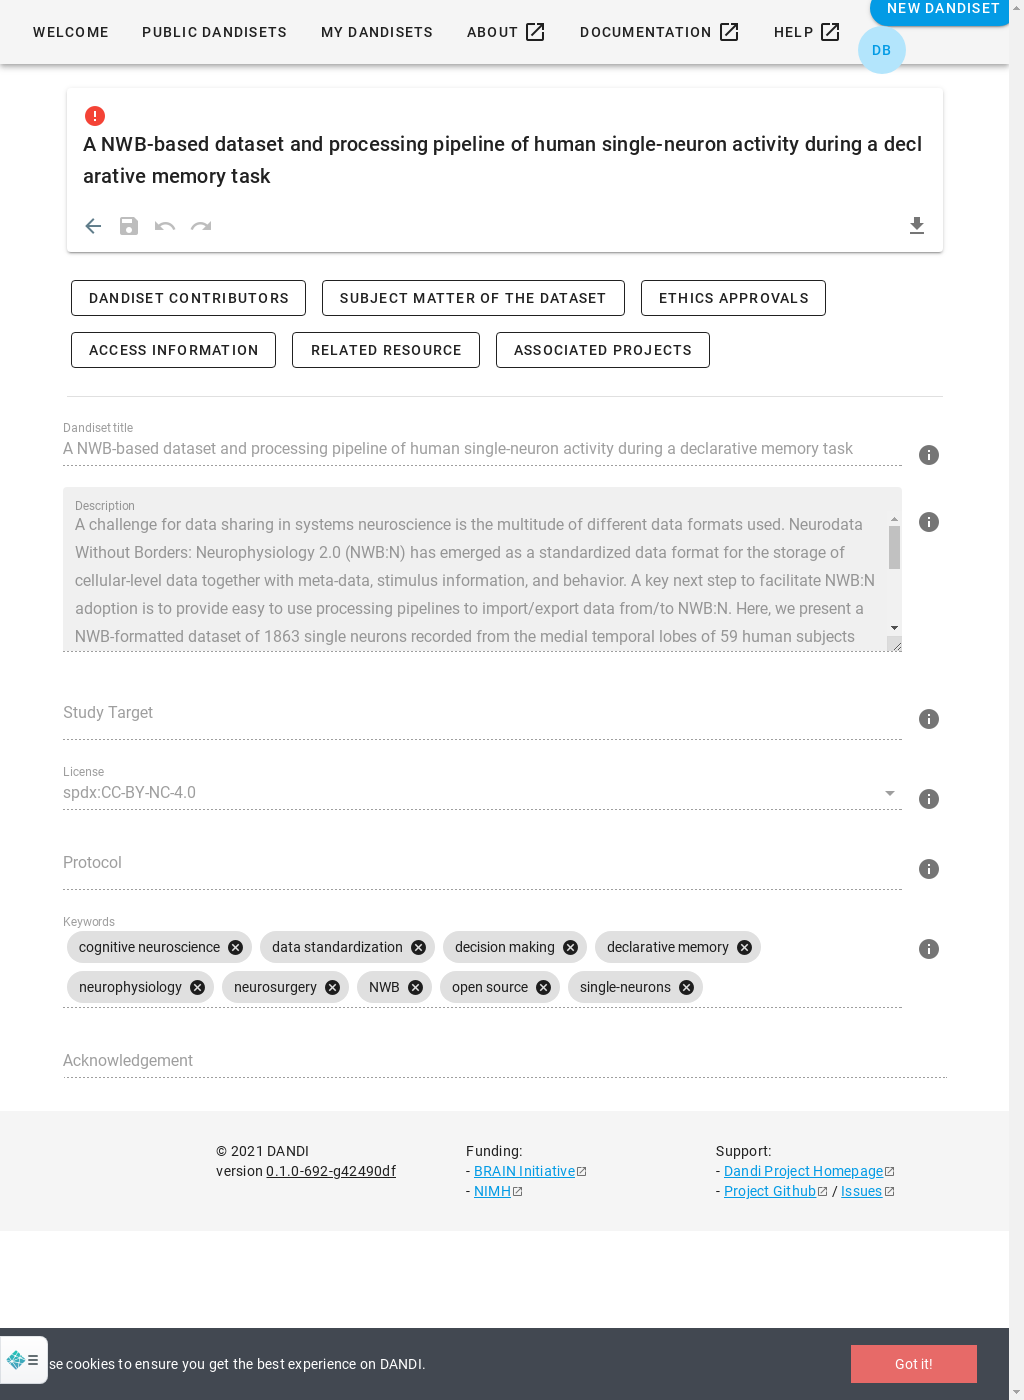 WELCOME PUBLIC DANDISETS MY DANDISETS ABOUT DOCUMENTATION HELP NEW DANDISET
DB
A NWB-based dataset and processing pipeline of human single-neuron activity during a decl
arative memory task
DANDISET CONTRIBUTORS SUBJECT MATTER OF THE DATASET ETHICS APPROVALS
ACCESS INFORMATION RELATED RESOURCE ASSOCIATED PROJECTS
Dandiset title
A NWB-based dataset and processing pipeline of human single-neuron activity during a declarative memory task
Description
A challenge for data sharing in systems neuroscience is the multitude of different data formats used. Neurodata
Without Borders: Neurophysiology 2.0 (NWB:N) has emerged as a standardized data format for the storage of
cellular-level data together with meta-data, stimulus information, and behavior. A key next step to facilitate NWB:N
adoption is to provide easy to use processing pipelines to import/export data from/to NWB:N. Here, we present a
NWB-formatted dataset of 1863 single neurons recorded from the medial temporal lobes of 59 human subjects
Study Target
License
spdx:CC-BY-NC-4.0
Protocol
Keywords
cognitive neuroscience data standardization decision making declarative memory
neurophysiology neurosurgery NWB open source single-neurons
Acknowledgement
© 2021 DANDI
version 0.1.0-692-g42490df
Funding:
- BRAIN Initiative
- NIMH
Support:
- Dandi Project Homepage
- Project Github / Issues
se cookies to ensure you get the best experience on DANDI.
Got it!